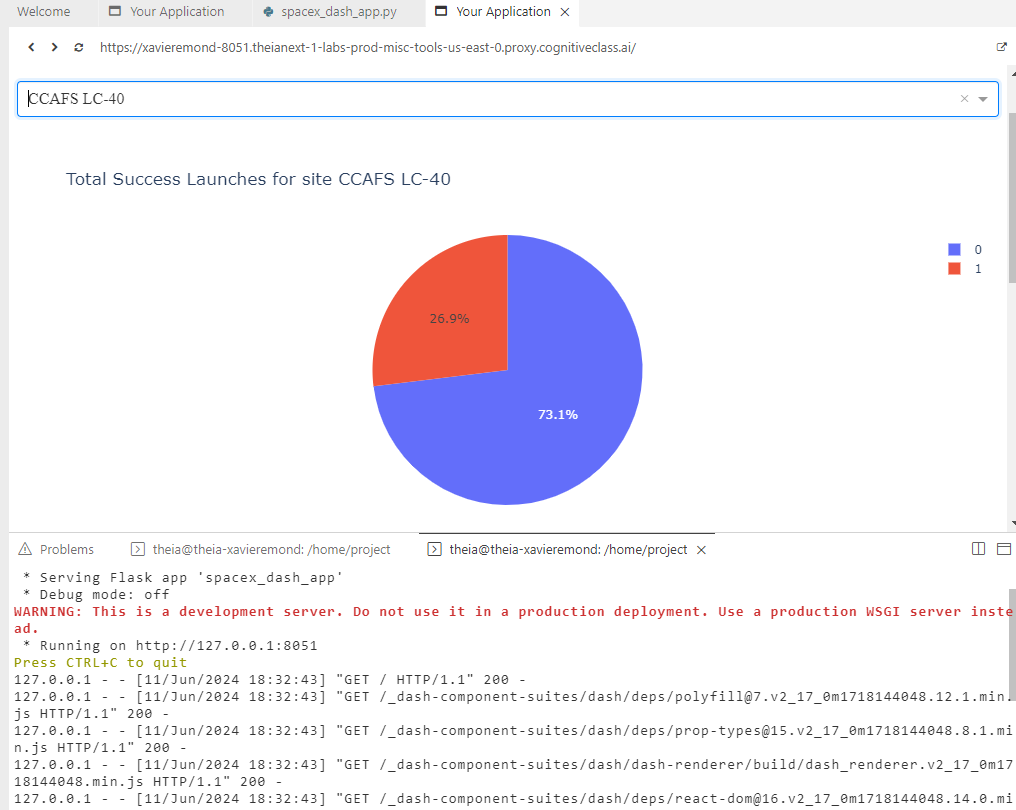 Welcome
Your Application
spacex_dash_app.py
Your Application
https://xavieremond-8051.theianext-1-labs-prod-misc-tools-us-east-0.proxy.cognitiveclass.ai/
CCAFS LC-40
Total Success Launches for site CCAFS LC-40
0
1
26.9%
73.1%
Problems
theia@theia-xavieremond: /home/project
theia@theia-xavieremond: /home/project
* Serving Flask app 'spacex_dash_app'
* Debug mode: off
WARNING: This is a development server. Do not use it in a production deployment. Use a production WSGI server inste
ad.
* Running on http://127.0.0.1:8051
Press CTRL+C to quit
127.0.0.1 - - [11/Jun/2024 18:32:43] "GET / HTTP/1.1" 200 -
127.0.0.1 - - [11/Jun/2024 18:32:43] "GET /_dash-component-suites/dash/deps/polyfill@7.v2_17_0m1718144048.12.1.min.
js HTTP/1.1" 200 -
127.0.0.1 - - [11/Jun/2024 18:32:43] "GET /_dash-component-suites/dash/deps/prop-types@15.v2_17_0m1718144048.8.1.mi
n.js HTTP/1.1" 200 -
127.0.0.1 - - [11/Jun/2024 18:32:43] "GET /_dash-component-suites/dash/dash-renderer/build/dash_renderer.v2_17_0m17
18144048.min.js HTTP/1.1" 200 -
127.0.0.1 - - [11/Jun/2024 18:32:43] "GET /_dash-component-suites/dash/deps/react-dom@16.v2_17_0m1718144048.14.0.mi